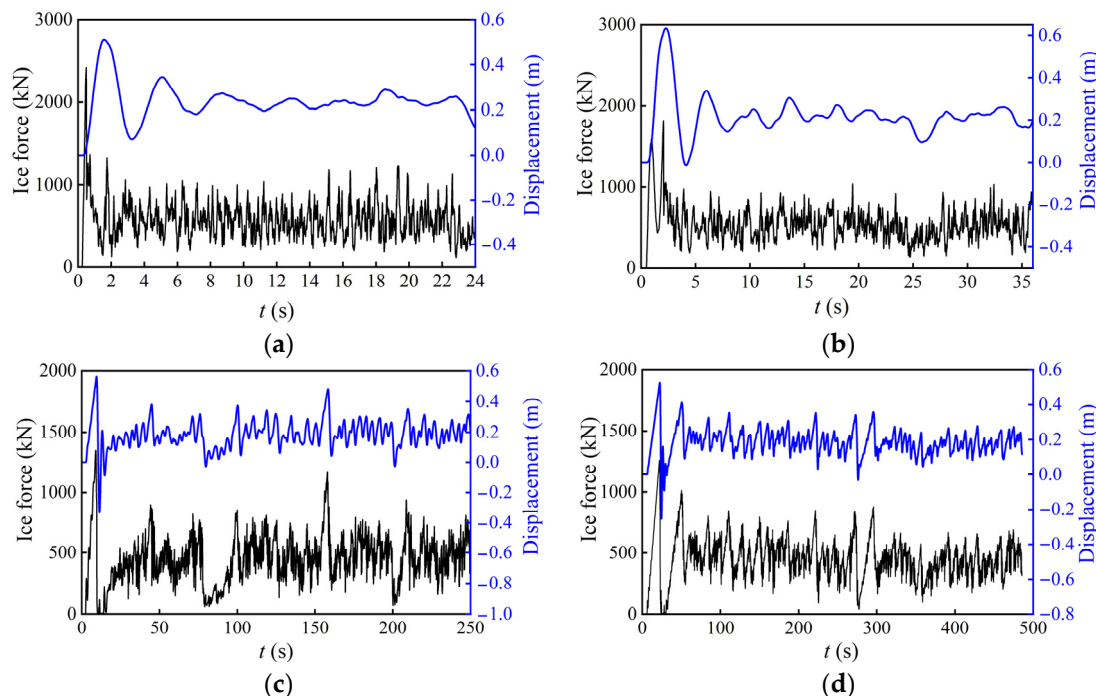 3000
2000
1000
0
Ice force (kN)
0.6
0.4
0.2
0.0
−0.2
−0.4
Displacement (m)
0 2 4 6 8 10 12 14 16 18 20 22 24
t (s)
(a)
3000
2000
1000
0
Ice force (kN)
0.6
0.4
0.2
0.0
−0.2
−0.4
Displacement (m)
0 5 10 15 20 25 30 35
t (s)
(b)
2000
1500
1000
500
0
Ice force (kN)
0.6
0.4
0.2
0.0
−0.2
−0.4
−0.6
−0.8
−1.0
Displacement (m)
0 50 100 150 200 250
t (s)
(c)
2000
1500
1000
500
0
Ice force (kN)
0.6
0.4
0.2
0.0
−0.2
−0.4
−0.6
−0.8
Displacement (m)
0 100 200 300 400 500
t (s)
(d)